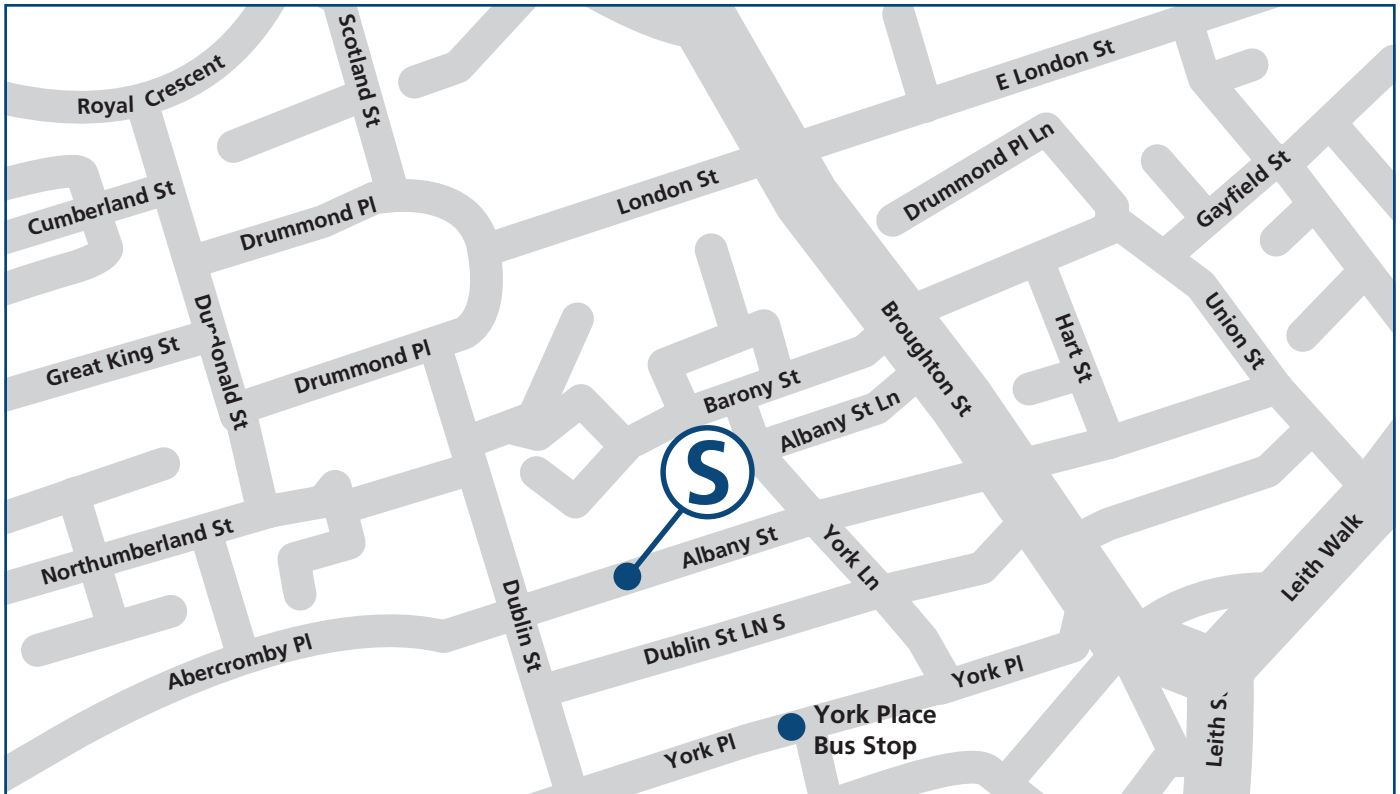 Royal Crescent
Scotland St
E London St
Drummond Pl Ln
Gayfield St
Cumberland St
Drummond Pl
London St
Great King St
Drummond Pl
Broughton St
Hart St
Union St
Barony St
Albany St Ln
S
Northumberland St
Albany St
York Ln
Leith Walk
Dublin St
Dublin St LN S
Abercromby Pl
York Pl
York Pl
York Place
Bus Stop
Leith